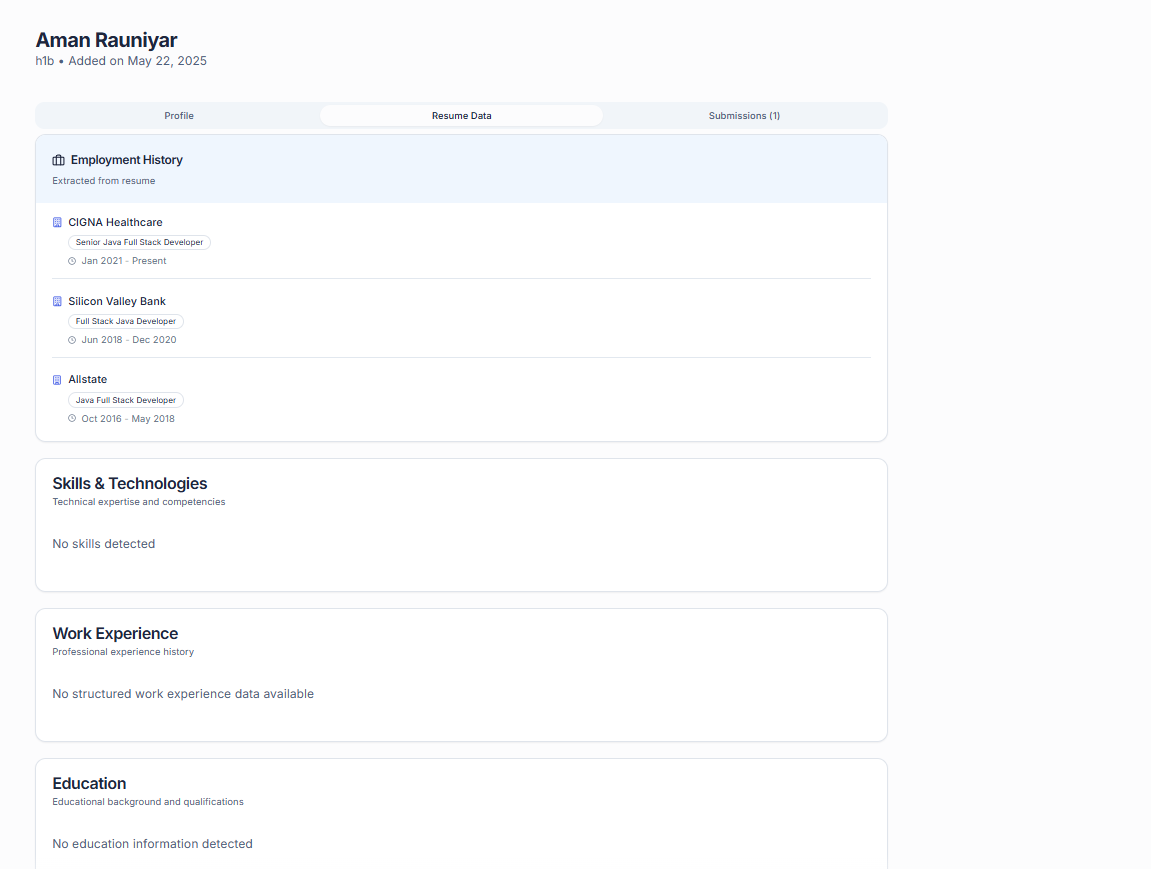 Aman Rauniyar
h1b • Added on May 22, 2025
Profile
Resume Data
Submissions (1)
Employment History
Extracted from resume
CIGNA Healthcare
Senior Java Full Stack Developer
Jan 2021 - Present
Silicon Valley Bank
Full Stack Java Developer
Jun 2018 - Dec 2020
Allstate
Java Full Stack Developer
Oct 2016 - May 2018
Skills & Technologies
Technical expertise and competencies
No skills detected
Work Experience
Professional experience history
No structured work experience data available
Education
Educational background and qualifications
No education information detected